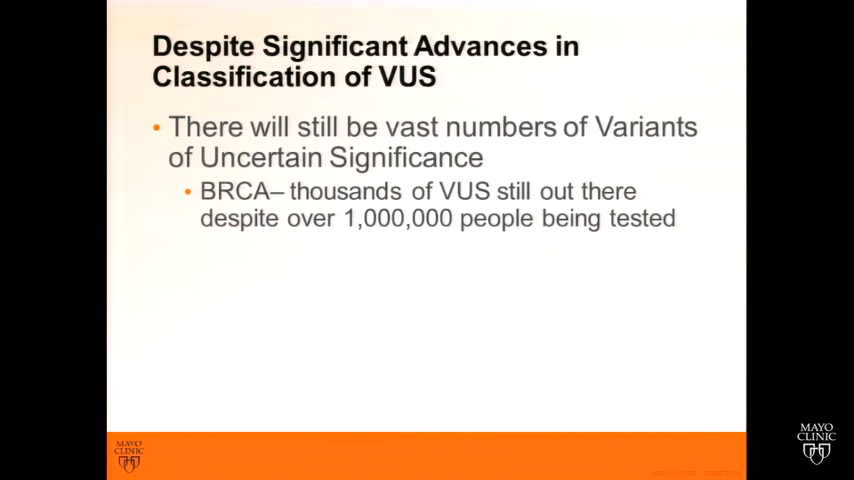 Despite Significant Advances in
Classification of VUS
• There will still be vast numbers of Variants
of Uncertain Significance
• BRCA– thousands of VUS still out there
despite over 1,000,000 people being tested
MAYO
CLINIC
MAYO
CLINIC